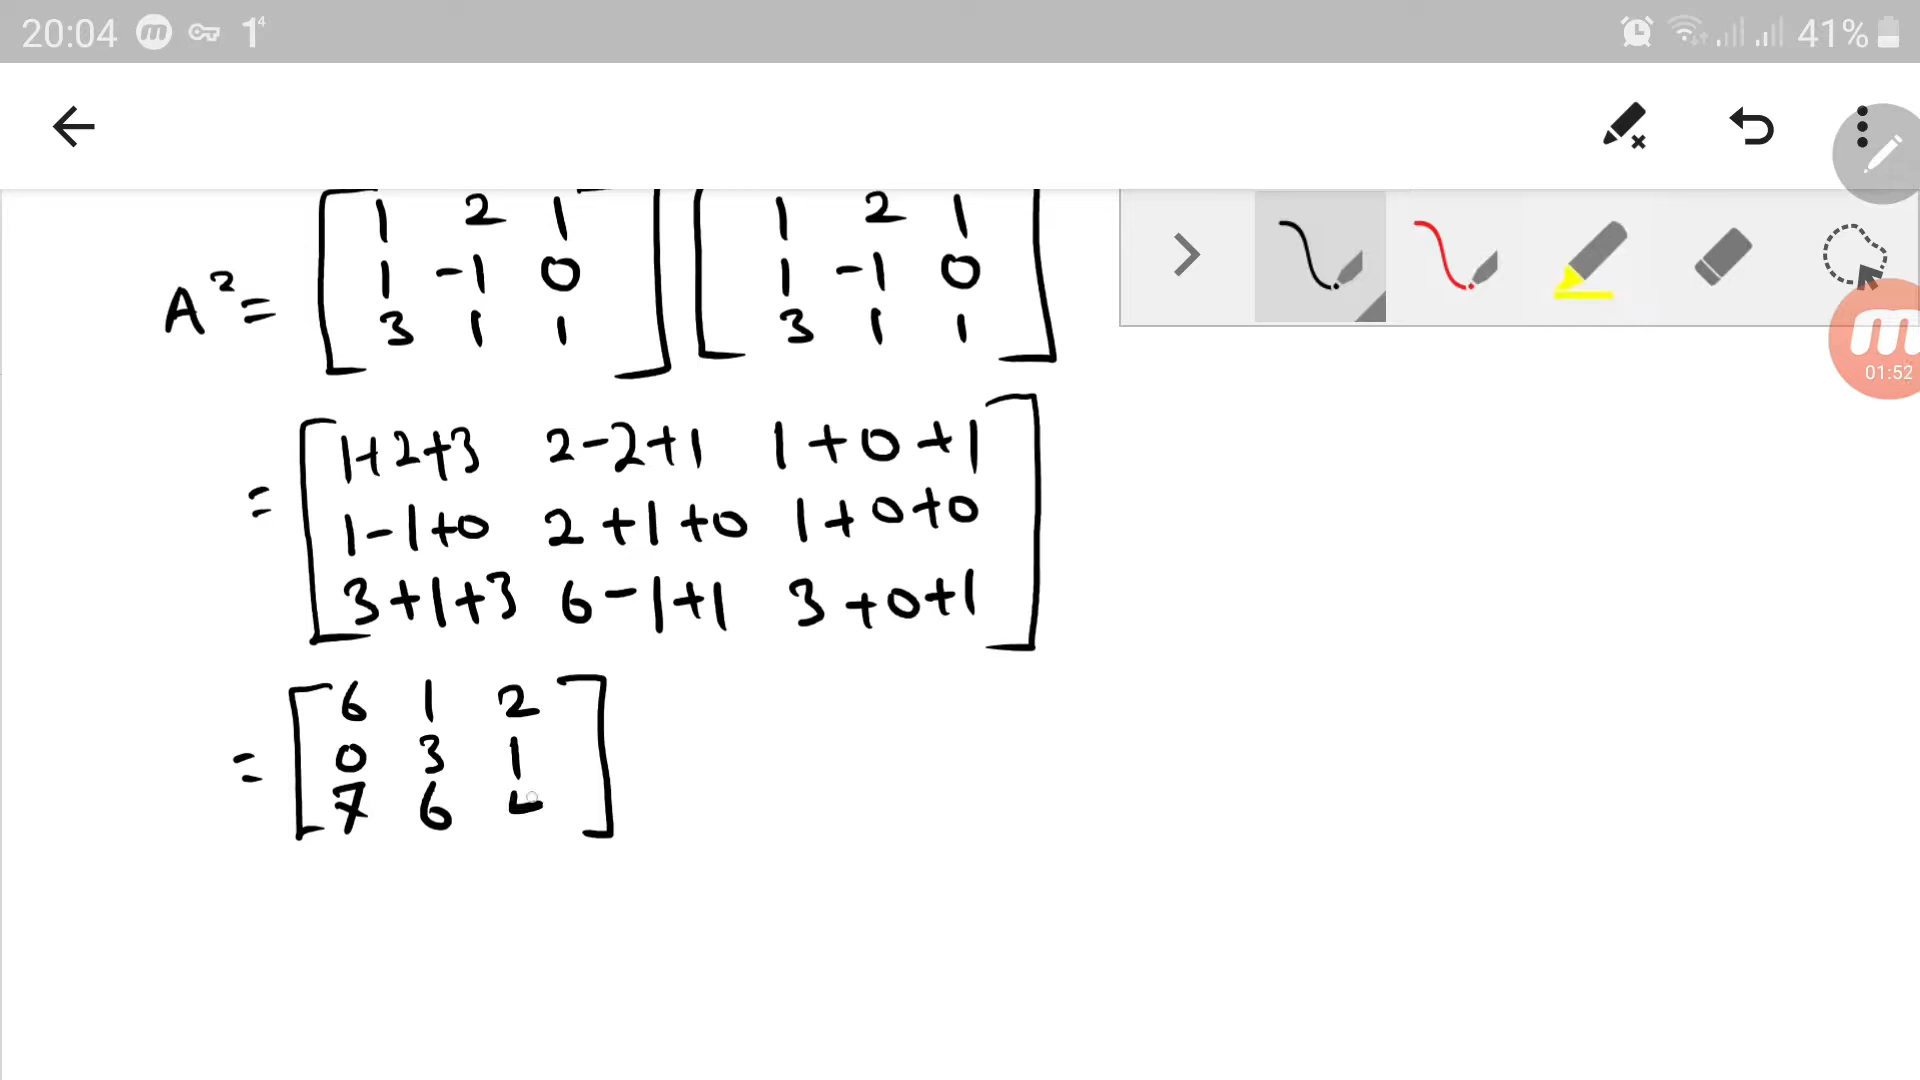 20:04 m 1⁴ 41%
1 2 1 1 2 1
1 -1 0 1 -1 0
A² =
3 1 1 3 1 1
1+2+3 2-2+1 1+0+1
= 1-1+0 2+1+0 1+0+0
3+1+3 6-1+1 3+0+1
m
01:52
6 1 2
= 0 3 1
7 6